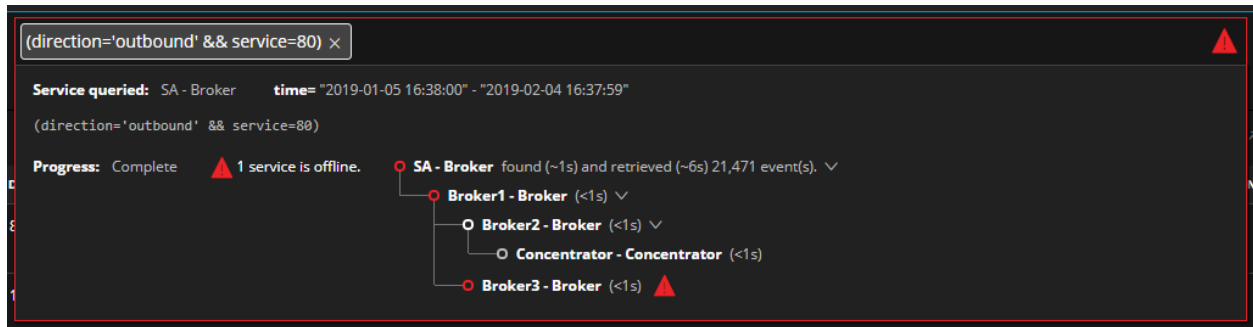 (direction='outbound' && service=80) ×
Service queried: SA - Broker time= "2019-01-05 16:38:00" - "2019-02-04 16:37:59"
(direction='outbound' && service=80)
Progress: Complete 1 service is offline. SA - Broker found (~1s) and retrieved (~6s) 21,471 event(s).
Broker1 - Broker (<1s)
Broker2 - Broker (<1s)
Concentrator - Concentrator (<1s)
Broker3 - Broker (<1s)